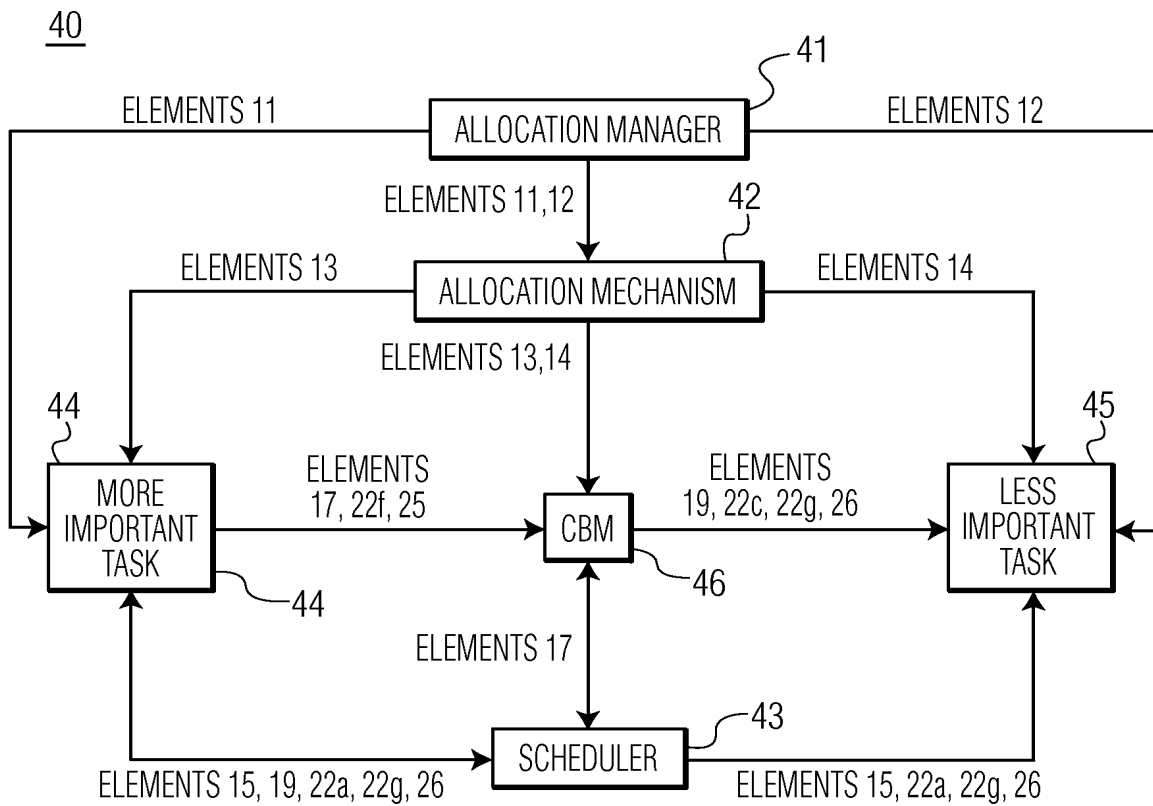 40
41
ELEMENTS 11
ALLOCATION MANAGER
ELEMENTS 12
ELEMENTS 11,12
42
ELEMENTS 13
ALLOCATION MECHANISM
ELEMENTS 14
ELEMENTS 13,14
44
45
MORE
IMPORTANT
TASK
ELEMENTS
17, 22f, 25
CBM
ELEMENTS
19, 22c, 22g, 26
LESS
IMPORTANT
TASK
44
46
ELEMENTS 17
43
SCHEDULER
ELEMENTS 15, 19, 22a, 22g, 26
ELEMENTS 15, 22a, 22g, 26